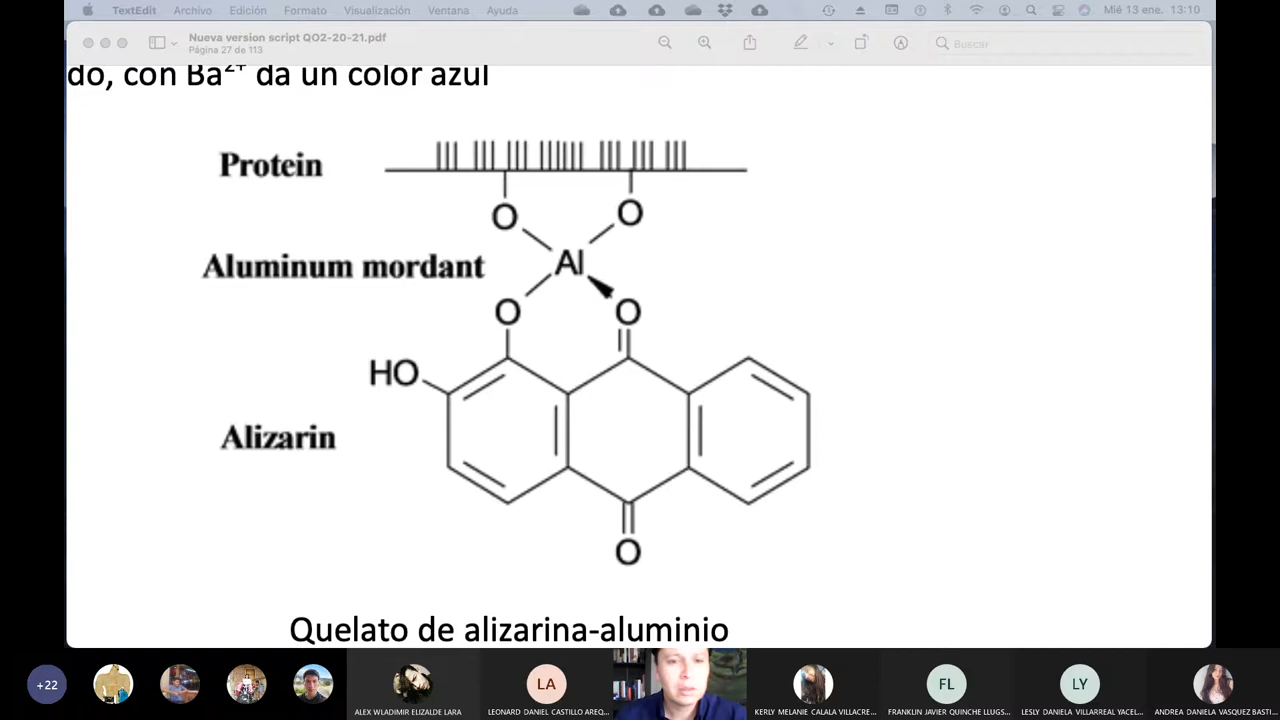 TextEdit Archivo Edición Formato Visualización Ventana Ayuda Mié 13 ene. 13:10
Nueva version script QO2-20-21.pdf
Página 27 de 113
Buscar
do, con Ba²⁺ da un color azul
Protein
O O
Aluminum mordant Al
O O
HO
Alizarin
O
Quelato de alizarina-aluminio
+22 LA FL LY
ALEX WLADIMIR ELIZALDE LARA LEONARD DANIEL CASTILLO AREQ... KERLY MELANIE CALALA VILLACRE... FRANKLIN JAVIER QUINCHE LLUGS... LESLY DANIELA VILLARREAL YACEL... ANDREA DANIELA VASQUEZ BASTI...